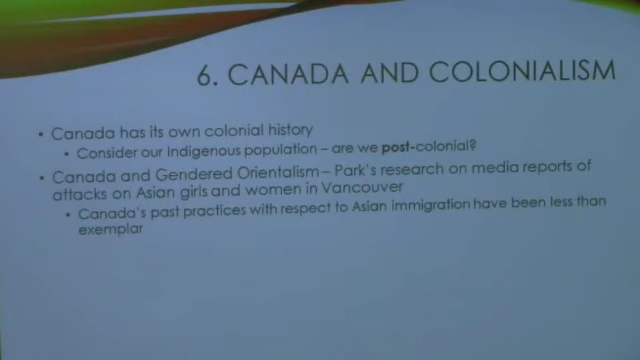 6. CANADA AND COLONIALISM
• Canada has its own colonial history
• Consider our Indigenous population – are we post-colonial?
• Canada and Gendered Orientalism – Park's research on media reports of
attacks on Asian girls and women in Vancouver
• Canada's past practices with respect to Asian immigration have been less than
exemplar